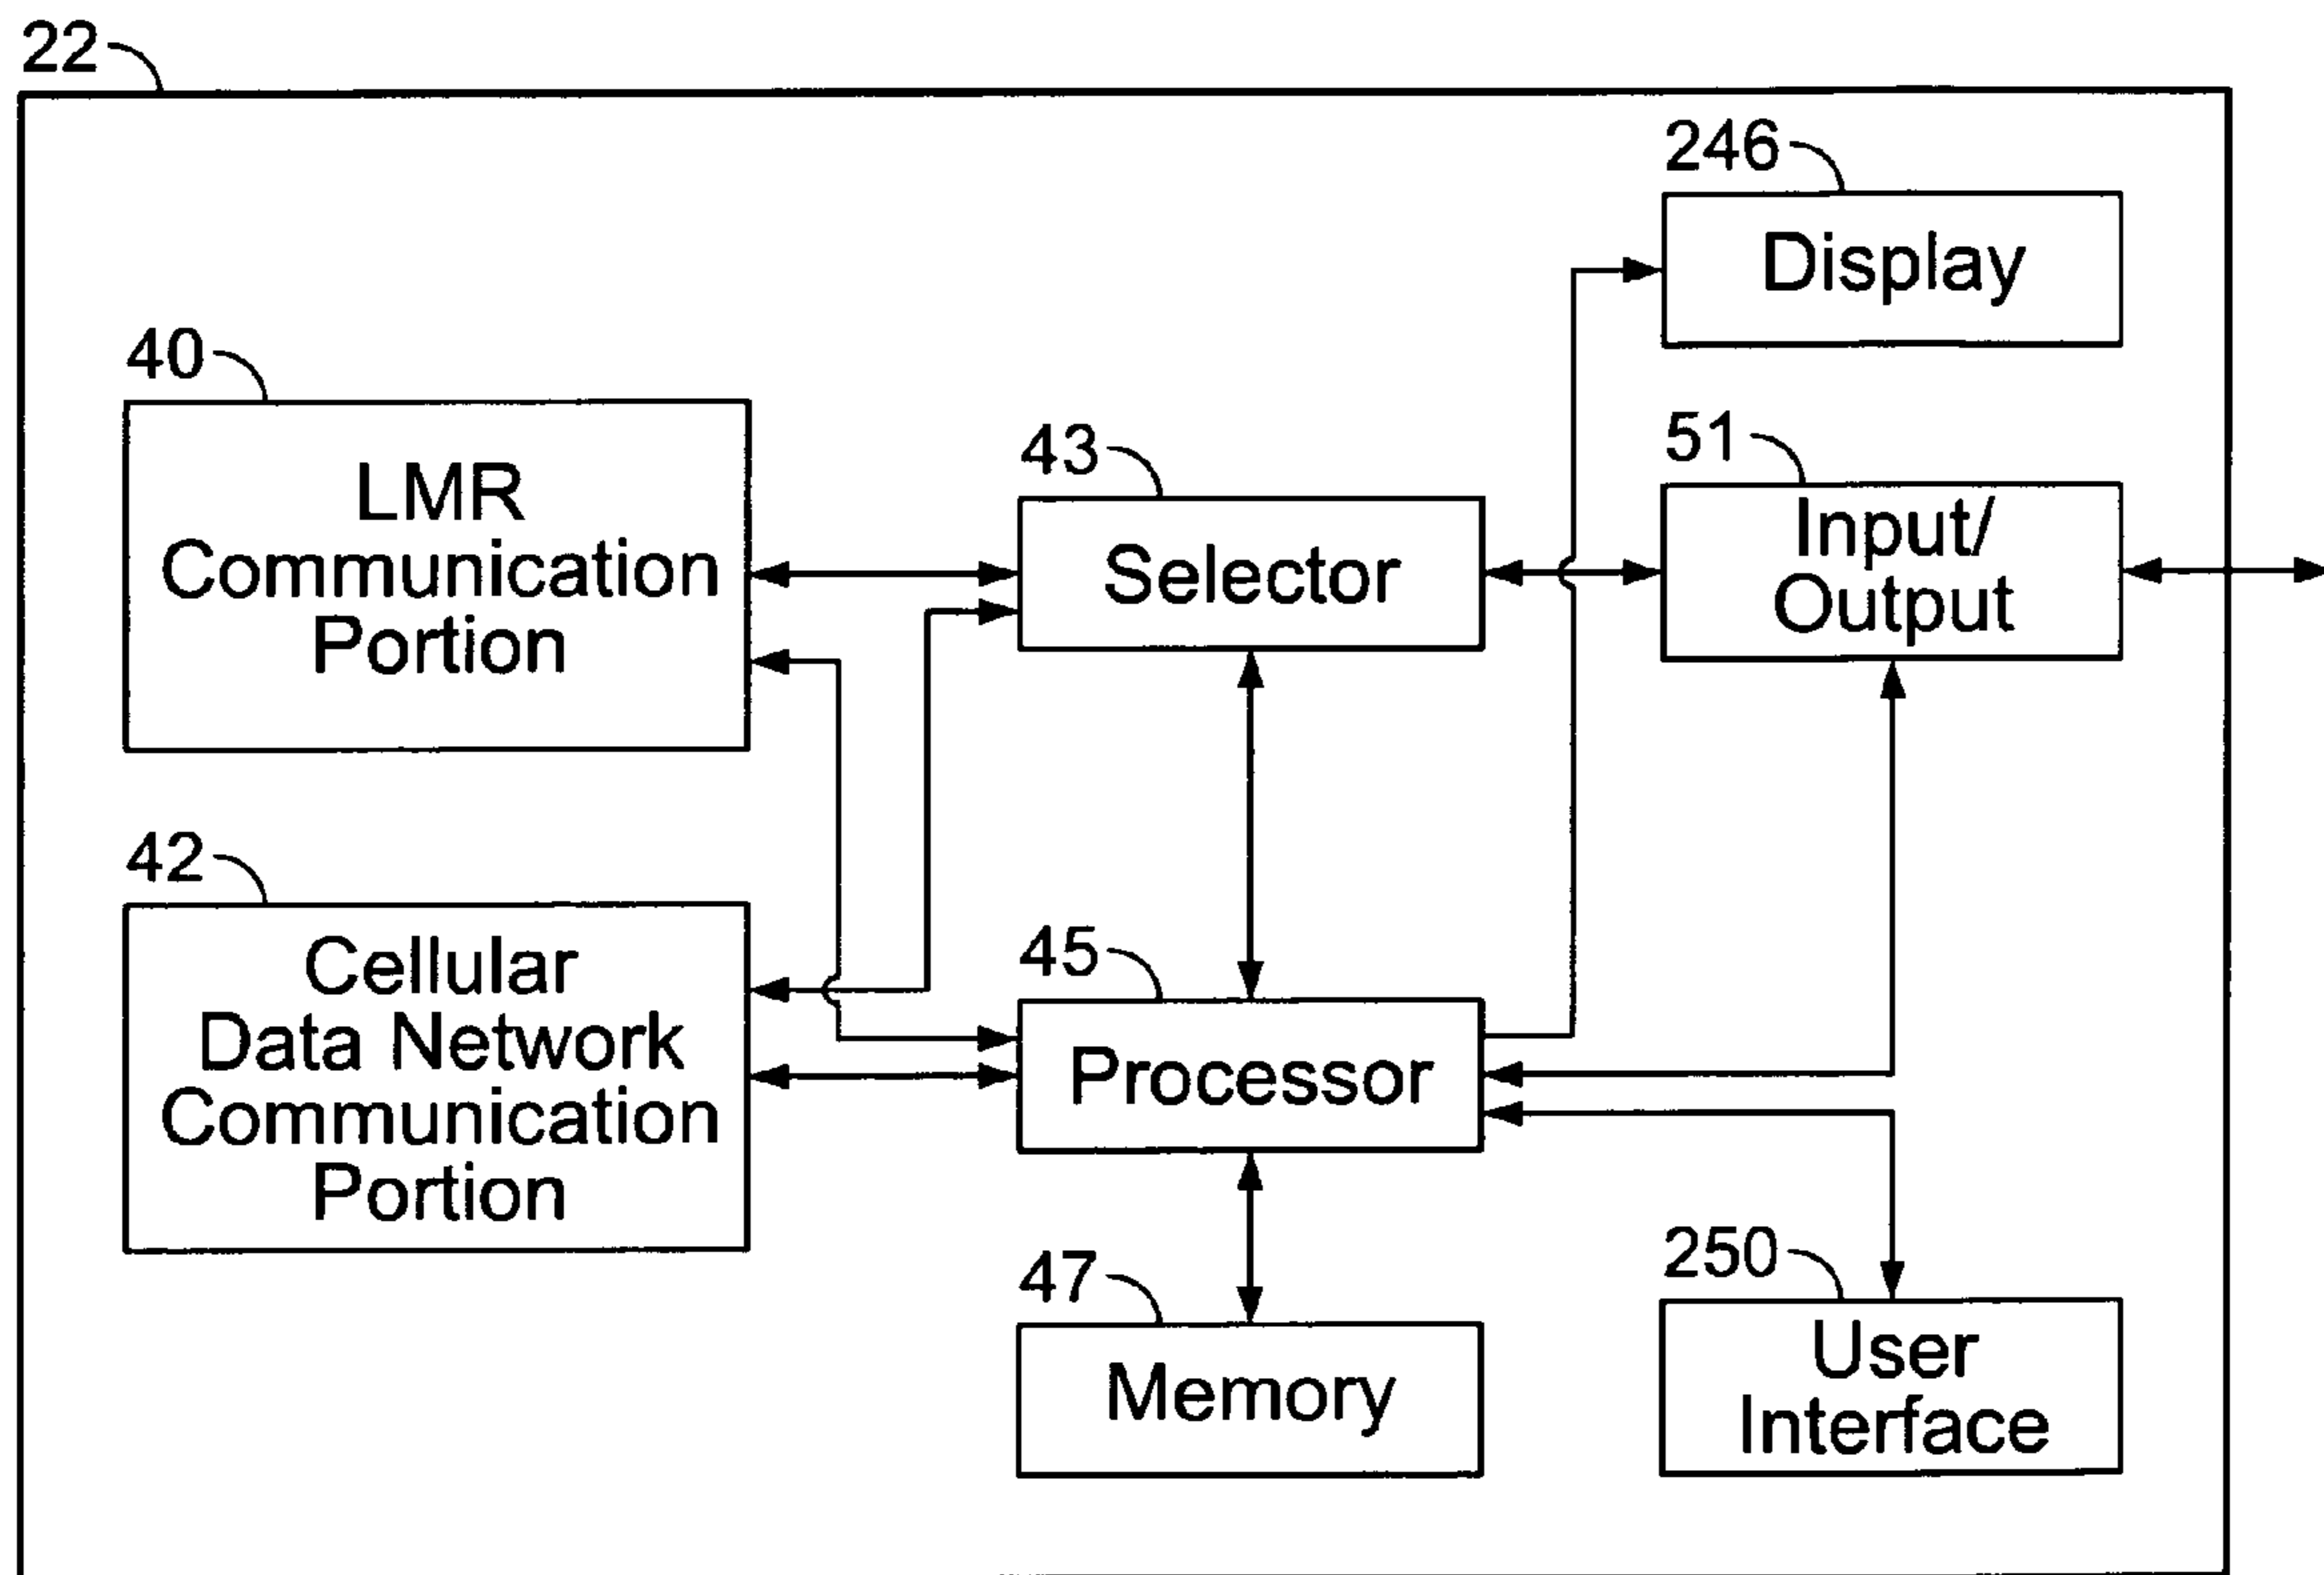 22
246
Display
40
LMR
Communication
Portion
43
Selector
51
Input/
Output
42
Cellular
Data Network
Communication
Portion
45
Processor
47
Memory
250
User
Interface